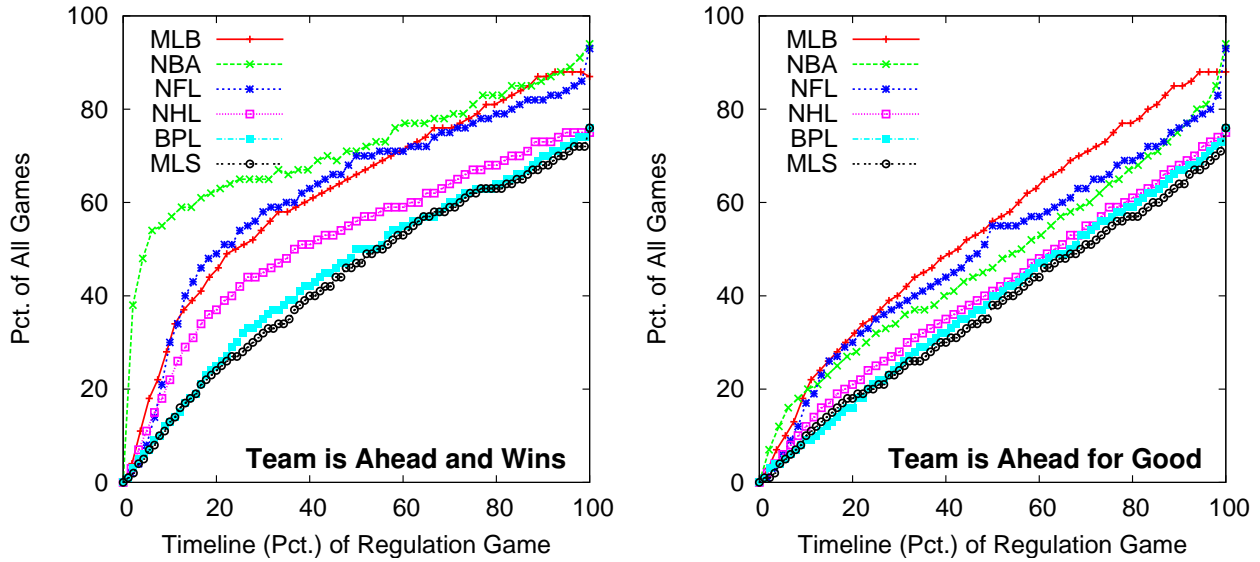 100
80
60
40
20
0
Pct. of All Games
MLB
NBA
NFL
NHL
BPL
MLS
Team is Ahead and Wins
0 20 40 60 80 100
Timeline (Pct.) of Regulation Game
100
80
60
40
20
0
Pct. of All Games
MLB
NBA
NFL
NHL
BPL
MLS
Team is Ahead for Good
0 20 40 60 80 100
Timeline (Pct.) of Regulation Game